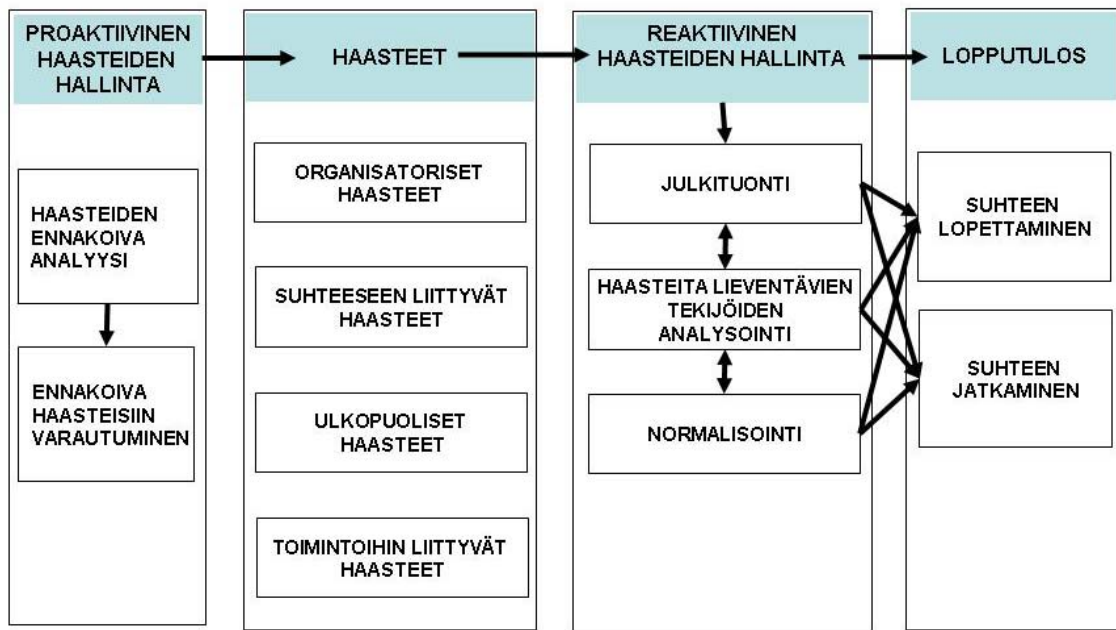 PROAKTIIVINEN
HAASTEIDEN
HALLINTA
HAASTEIDEN
ENNAKOIVA
ANALYYSI
ENNAKOIVA
HAASTEISIIN
VARAUTUMINEN
HAASTEET
ORGANISATORISET
HAASTEET
SUHTEESEEN LIITTYVÄT
HAASTEET
ULKOPUOLISET
HAASTEET
TOIMINTOIHIN LIITTYVÄT
HAASTEET
REAKTIIVINEN
HAASTEIDEN HALLINTA
JULKITUONTI
HAASTEITA LIEVENTÄVIEN
TEKIJÖIDEN
ANALYSOINTI
NORMALISOINTI
LOPPUTULOS
SUHTEEN
LOPETTAMINEN
SUHTEEN
JATKAMINEN